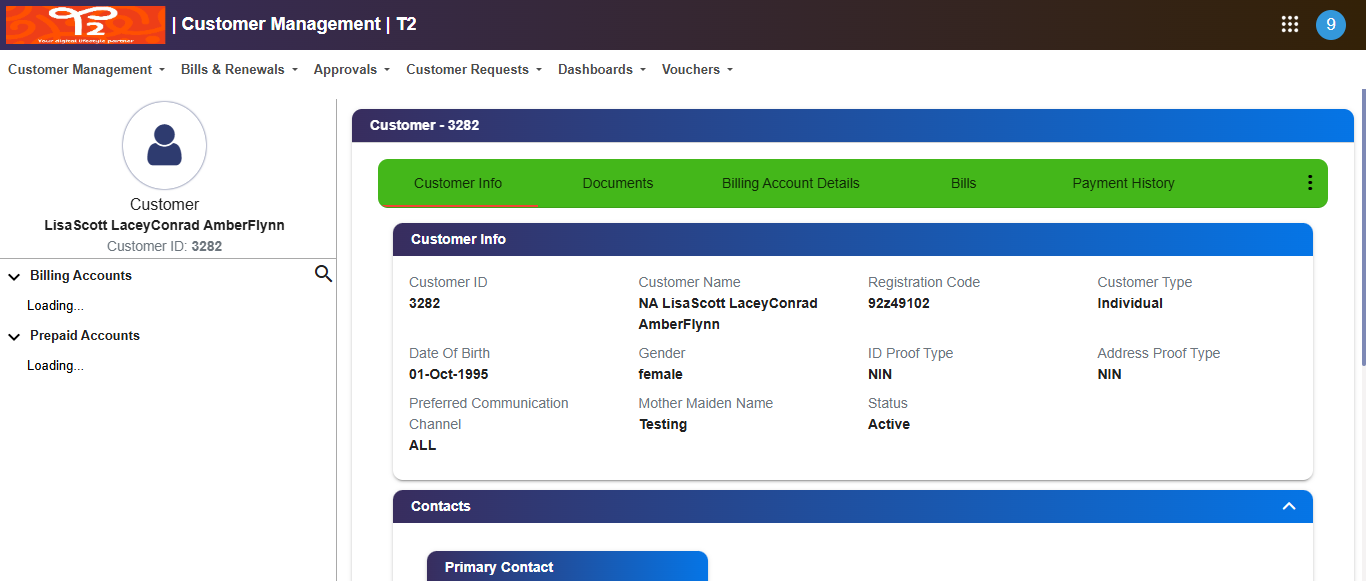 T2
Your digital lifestyle partner
| Customer Management | T2
9
Customer Management
Bills & Renewals
Approvals
Customer Requests
Dashboards
Vouchers
Customer
LisaScott LaceyConrad AmberFlynn
Customer ID: 3282
Billing Accounts
Loading...
Prepaid Accounts
Loading...
Customer - 3282
Customer Info
Documents
Billing Account Details
Bills
Payment History
Customer Info
Customer ID
3282
Customer Name
NA LisaScott LaceyConrad
AmberFlynn
Registration Code
92z49102
Customer Type
Individual
Date Of Birth
01-Oct-1995
Gender
female
ID Proof Type
NIN
Address Proof Type
NIN
Preferred Communication
Channel
ALL
Mother Maiden Name
Testing
Status
Active
Contacts
Primary Contact